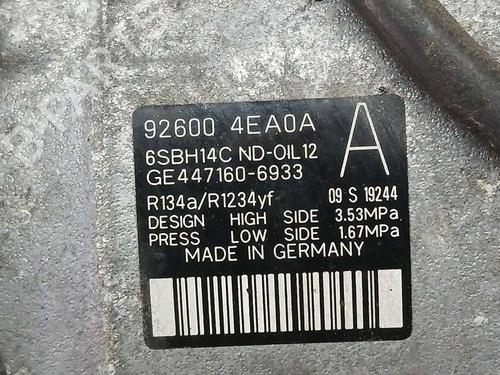 92600 4EA0A
A
6SBH14C ND-OIL12
GE447160-6933
R134a/R1234yf 09 S 19244
DESIGN HIGH SIDE 3.53MPa
PRESS LOW SIDE 1.67MPa
MADE IN GERMANY